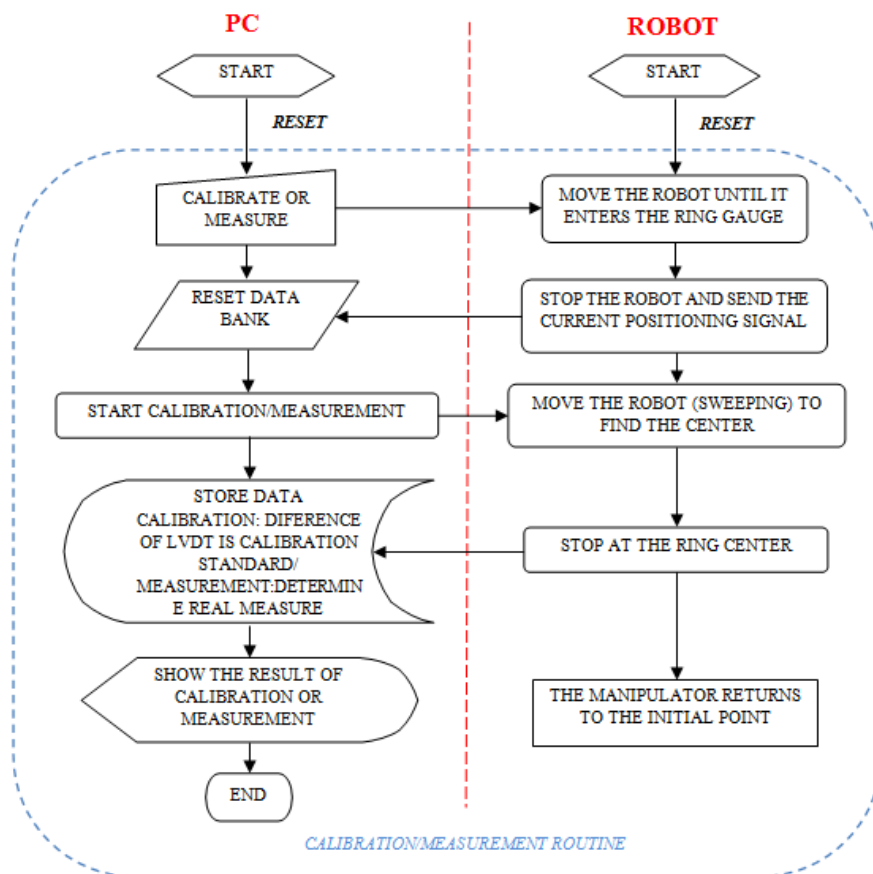 PC
ROBOT
START
START
RESET
RESET
CALIBRATE OR
MEASURE
MOVE THE ROBOT UNTIL IT
ENTERS THE RING GAUGE
RESET DATA
BANK
STOP THE ROBOT AND SEND THE
CURRENT POSITIONING SIGNAL
START CALIBRATION/MEASUREMENT
MOVE THE ROBOT (SWEEPING) TO
FIND THE CENTER
STORE DATA
CALIBRATION: DIFERENCE
OF LVDT IS CALIBRATION
STANDARD/
MEASUREMENT:DETERMIN
E REAL MEASURE
STOP AT THE RING CENTER
SHOW THE RESULT OF
CALIBRATION OR
MEASUREMENT
THE MANIPULATOR RETURNS
TO THE INITIAL POINT
END
CALIBRATION/MEASUREMENT ROUTINE